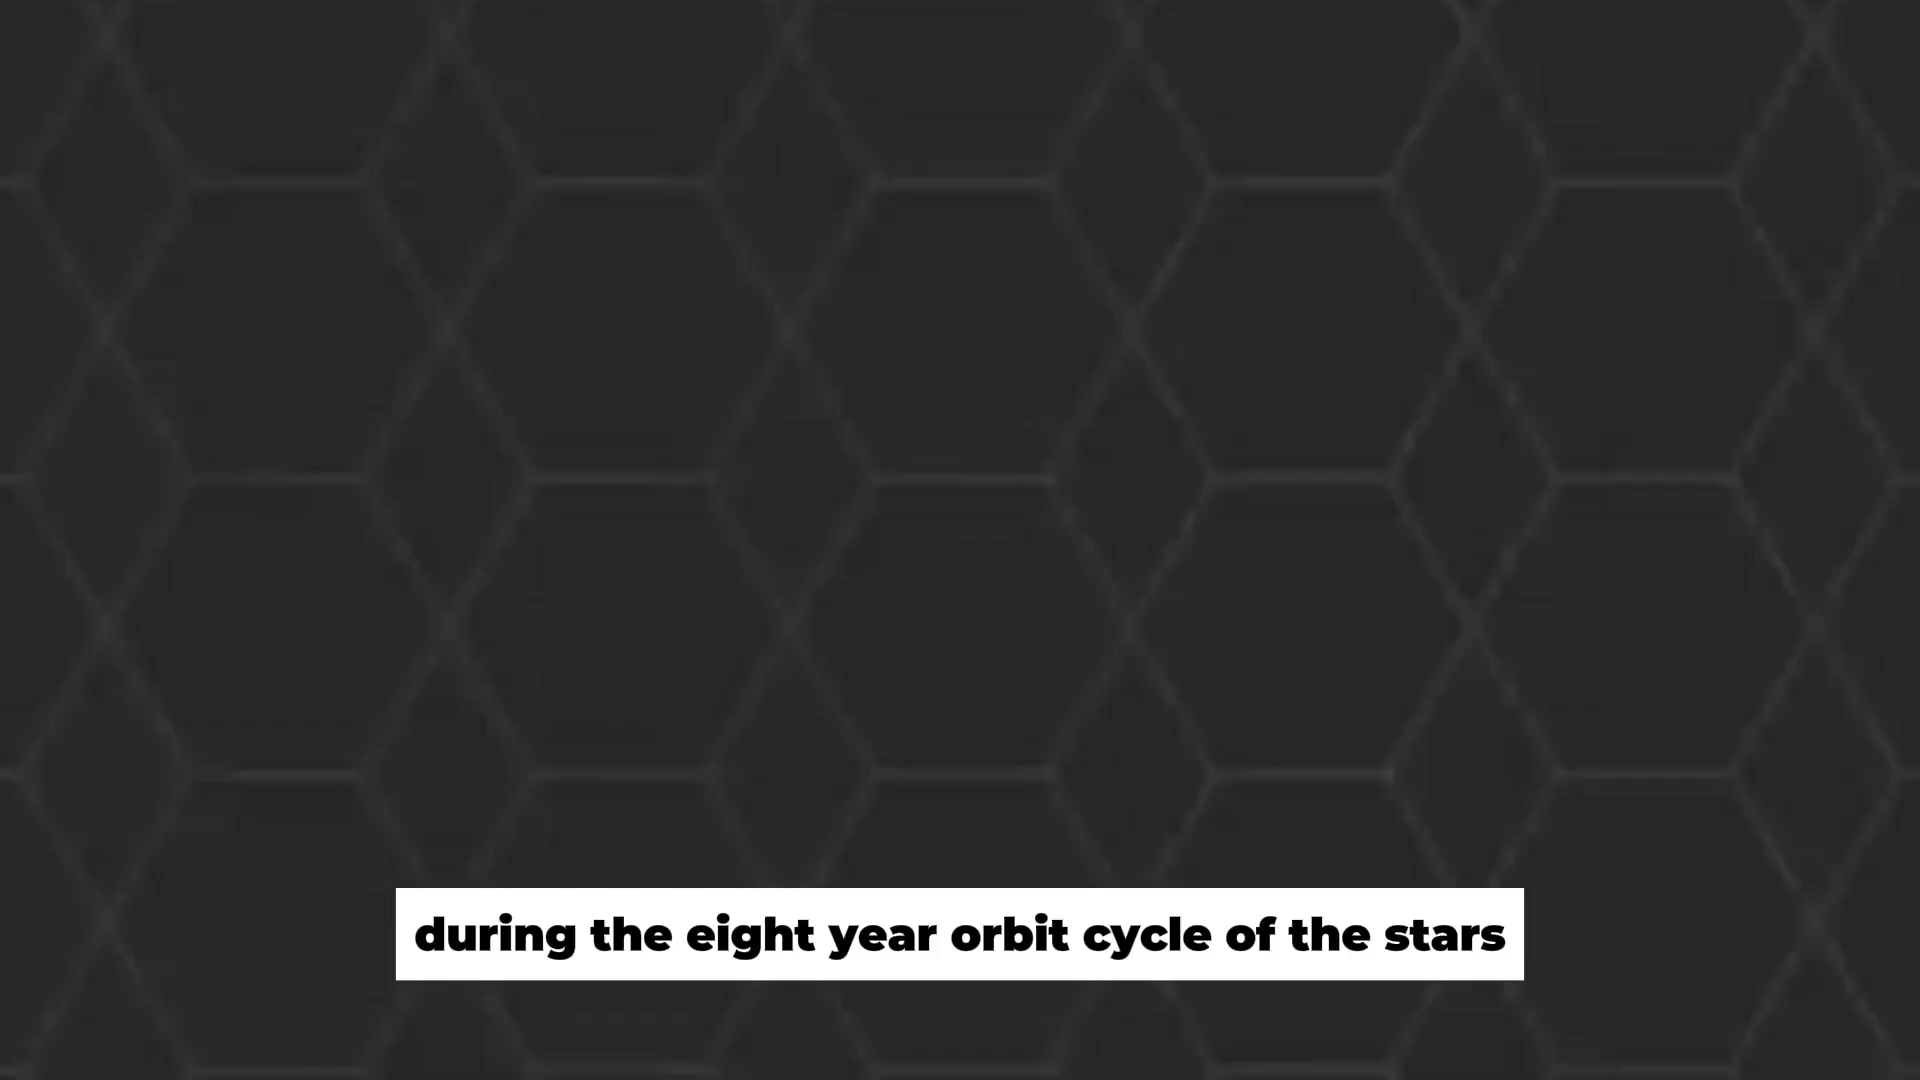 during the eight year orbit cycle of the stars